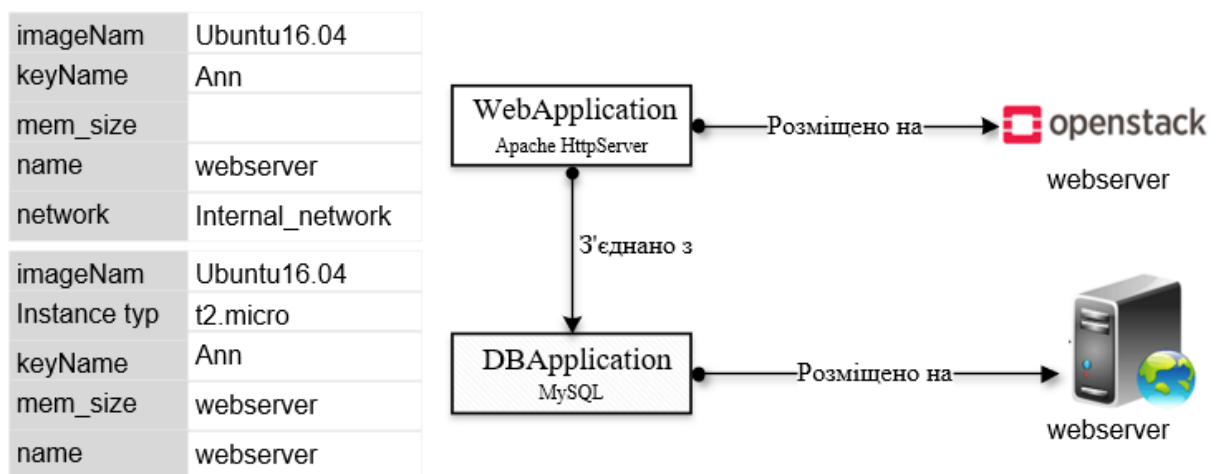 imageNam Ubuntu16.04
keyName Ann
mem_size
name webserver
network Internal_network
imageNam Ubuntu16.04
Instance typ t2.micro
keyName Ann
mem_size webserver
name webserver
WebApplication
Apache HttpServer
Розміщено на
openstack
webserver
З'єднано з
DBApplication
MySQL
Розміщено на
webserver